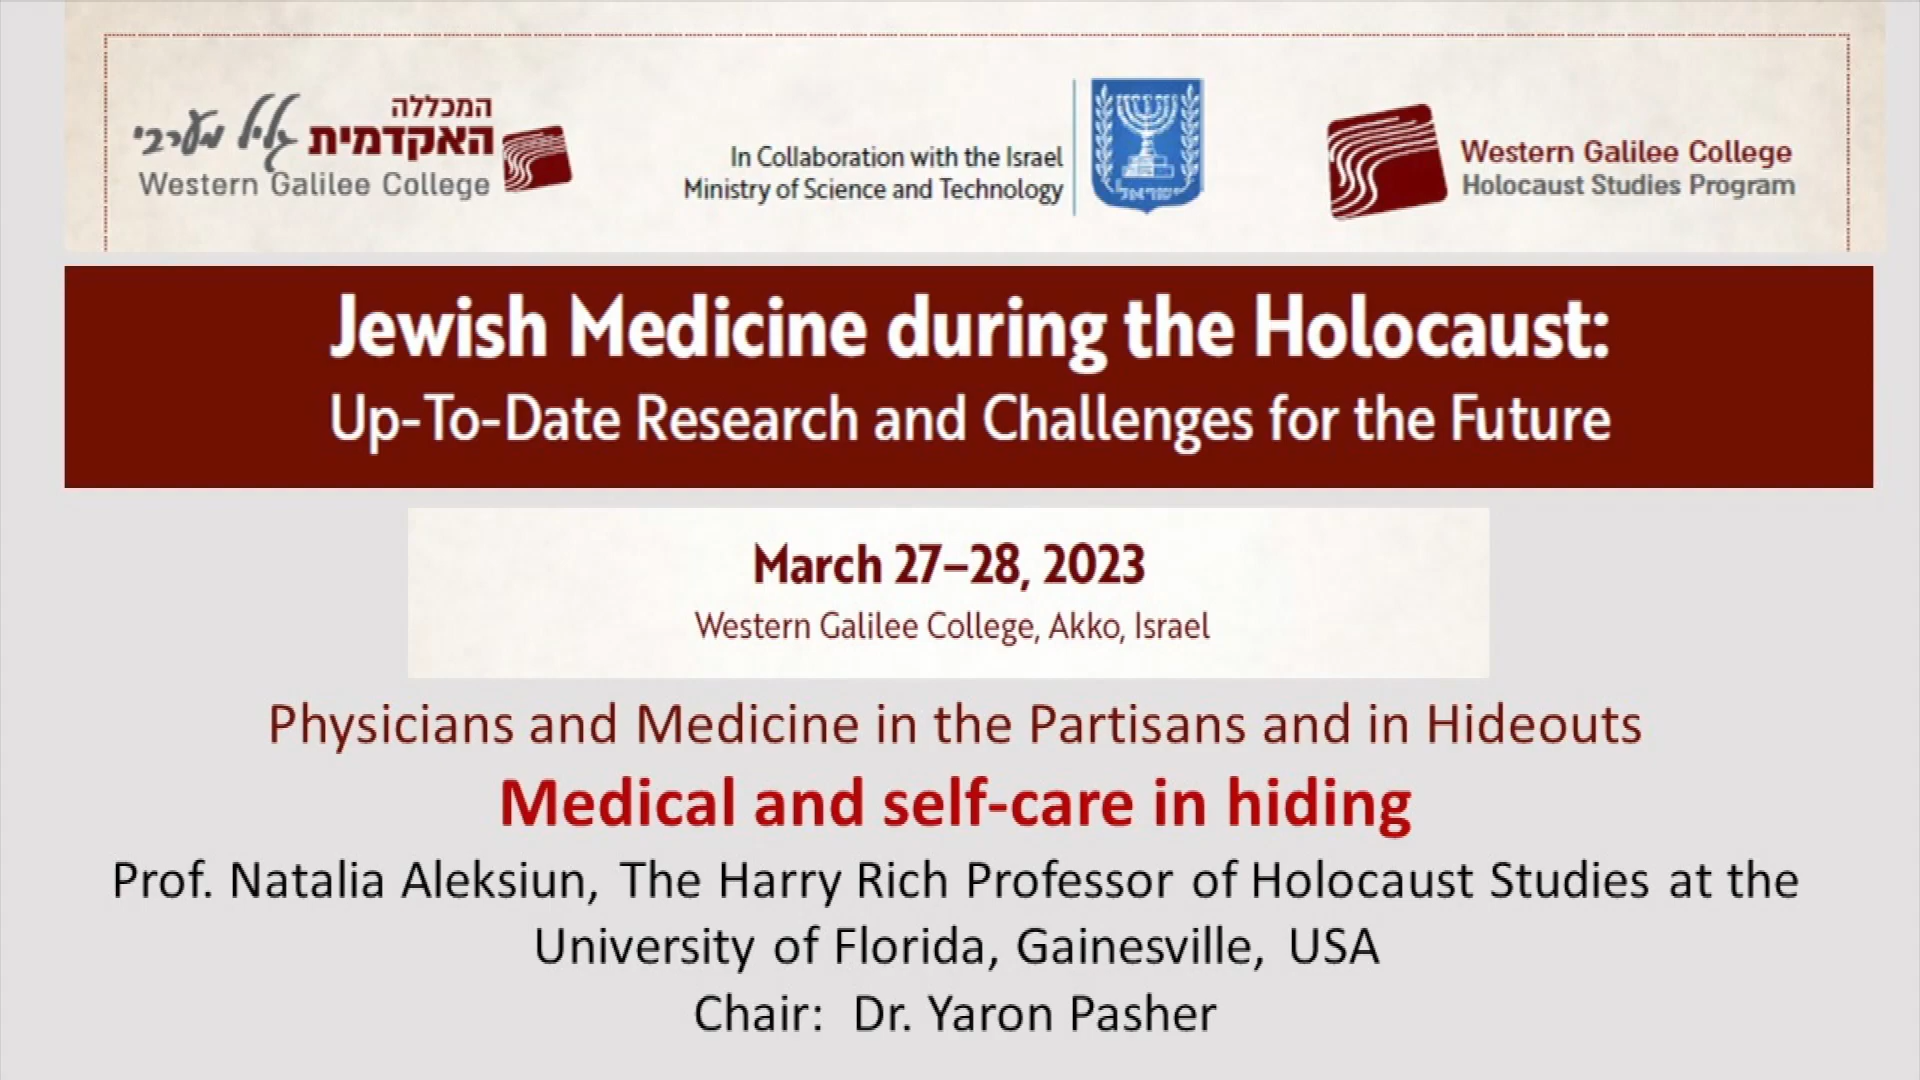 המכללה
האקדמית גליל מערבי
Western Galilee College
In Collaboration with the Israel
Ministry of Science and Technology
ישראל
Western Galilee College
Holocaust Studies Program
Jewish Medicine during the Holocaust:
Up-To-Date Research and Challenges for the Future
March 27–28, 2023
Western Galilee College, Akko, Israel
Physicians and Medicine in the Partisans and in Hideouts
Medical and self-care in hiding
Prof. Natalia Aleksiun, The Harry Rich Professor of Holocaust Studies at the
University of Florida, Gainesville, USA
Chair: Dr. Yaron Pasher